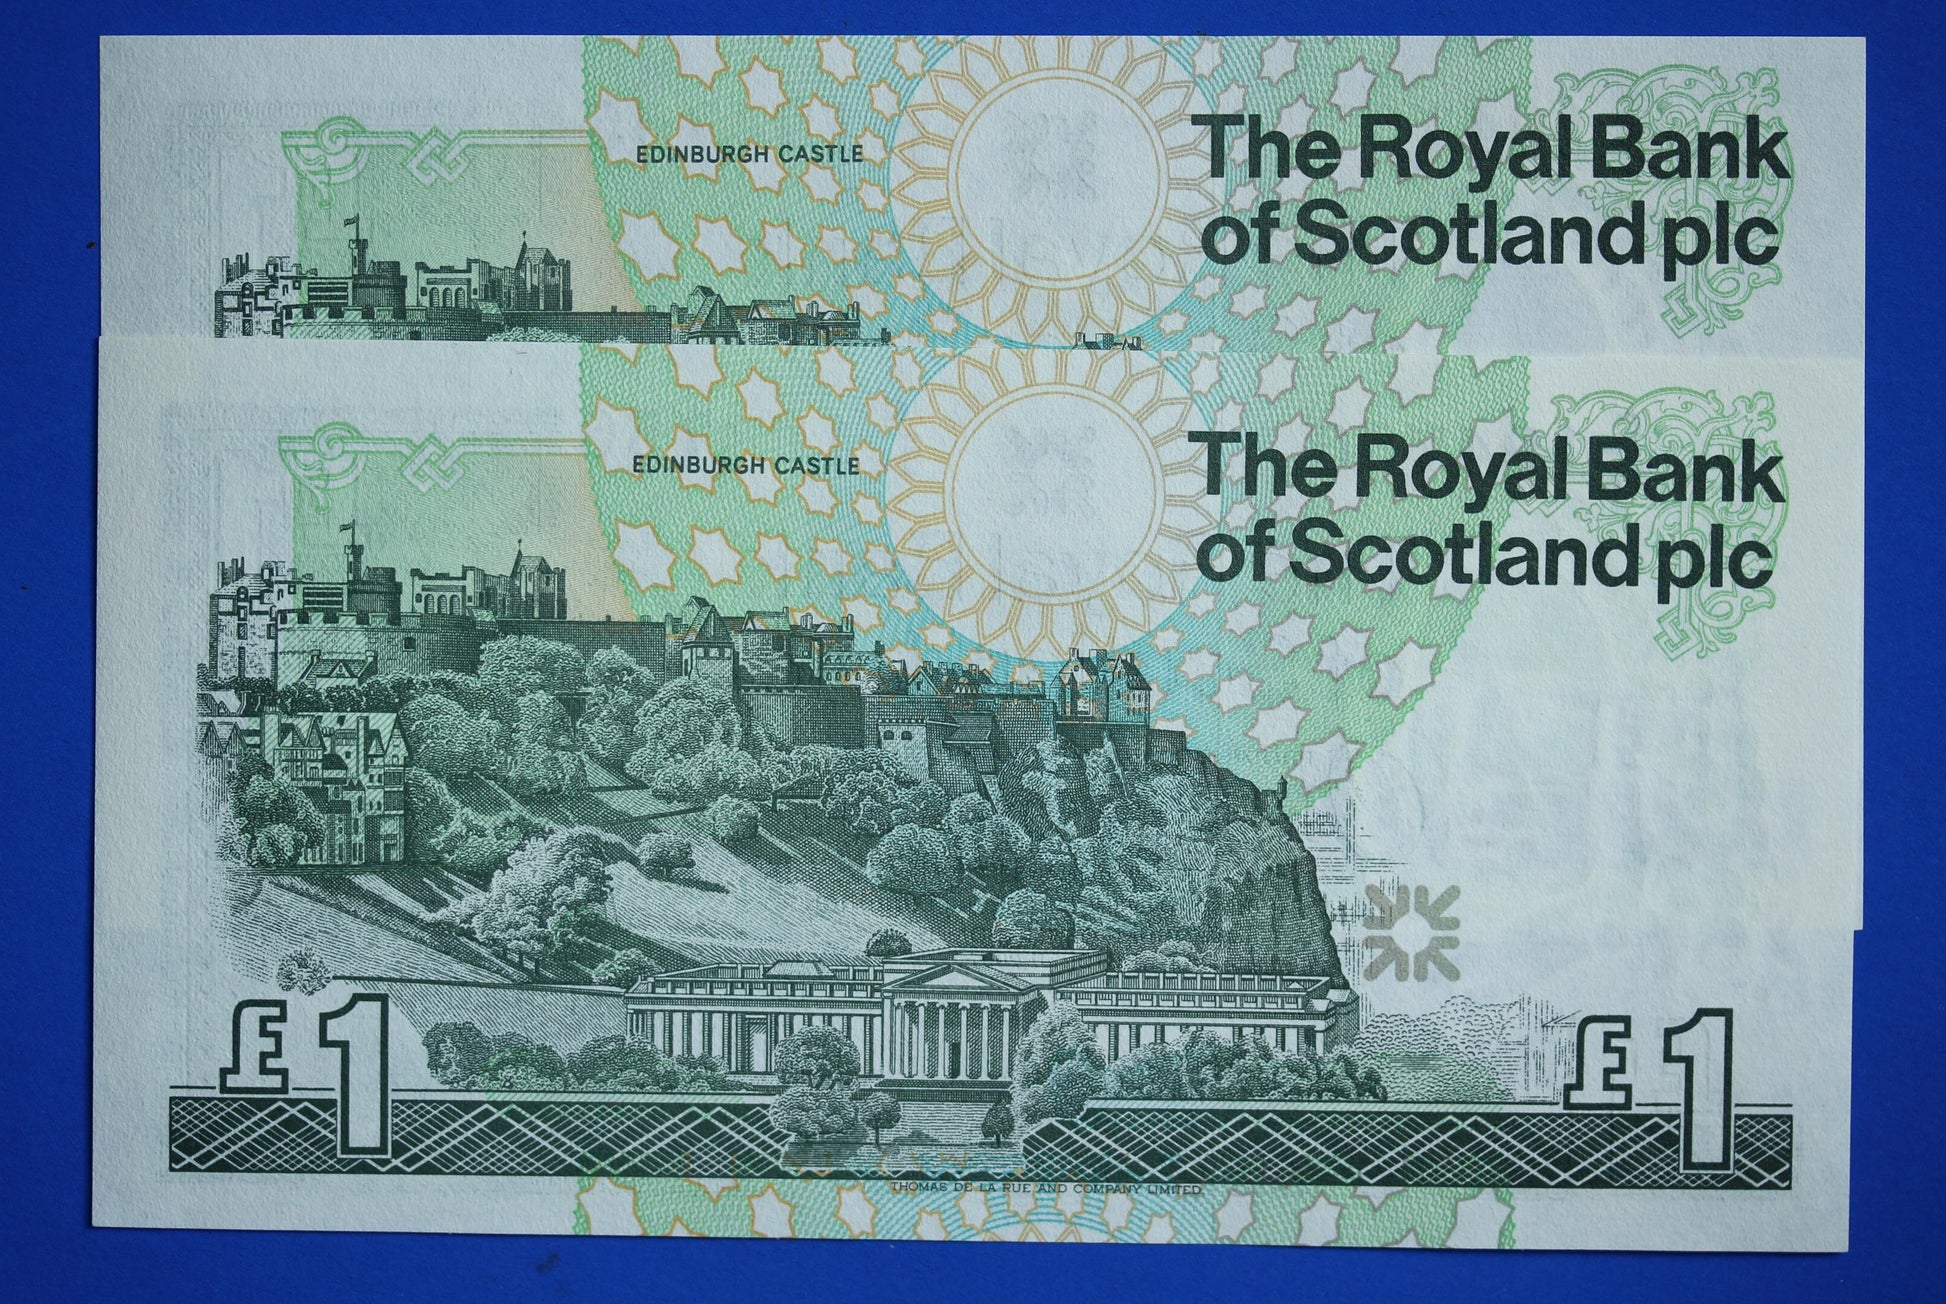 EDINBURGH CASTLE
The Royal Bank
of Scotland plc
EDINBURGH CASTLE
The Royal Bank
of Scotland plc
£1
£1
THOMAS DE LA RUE AND COMPANY LIMITED.